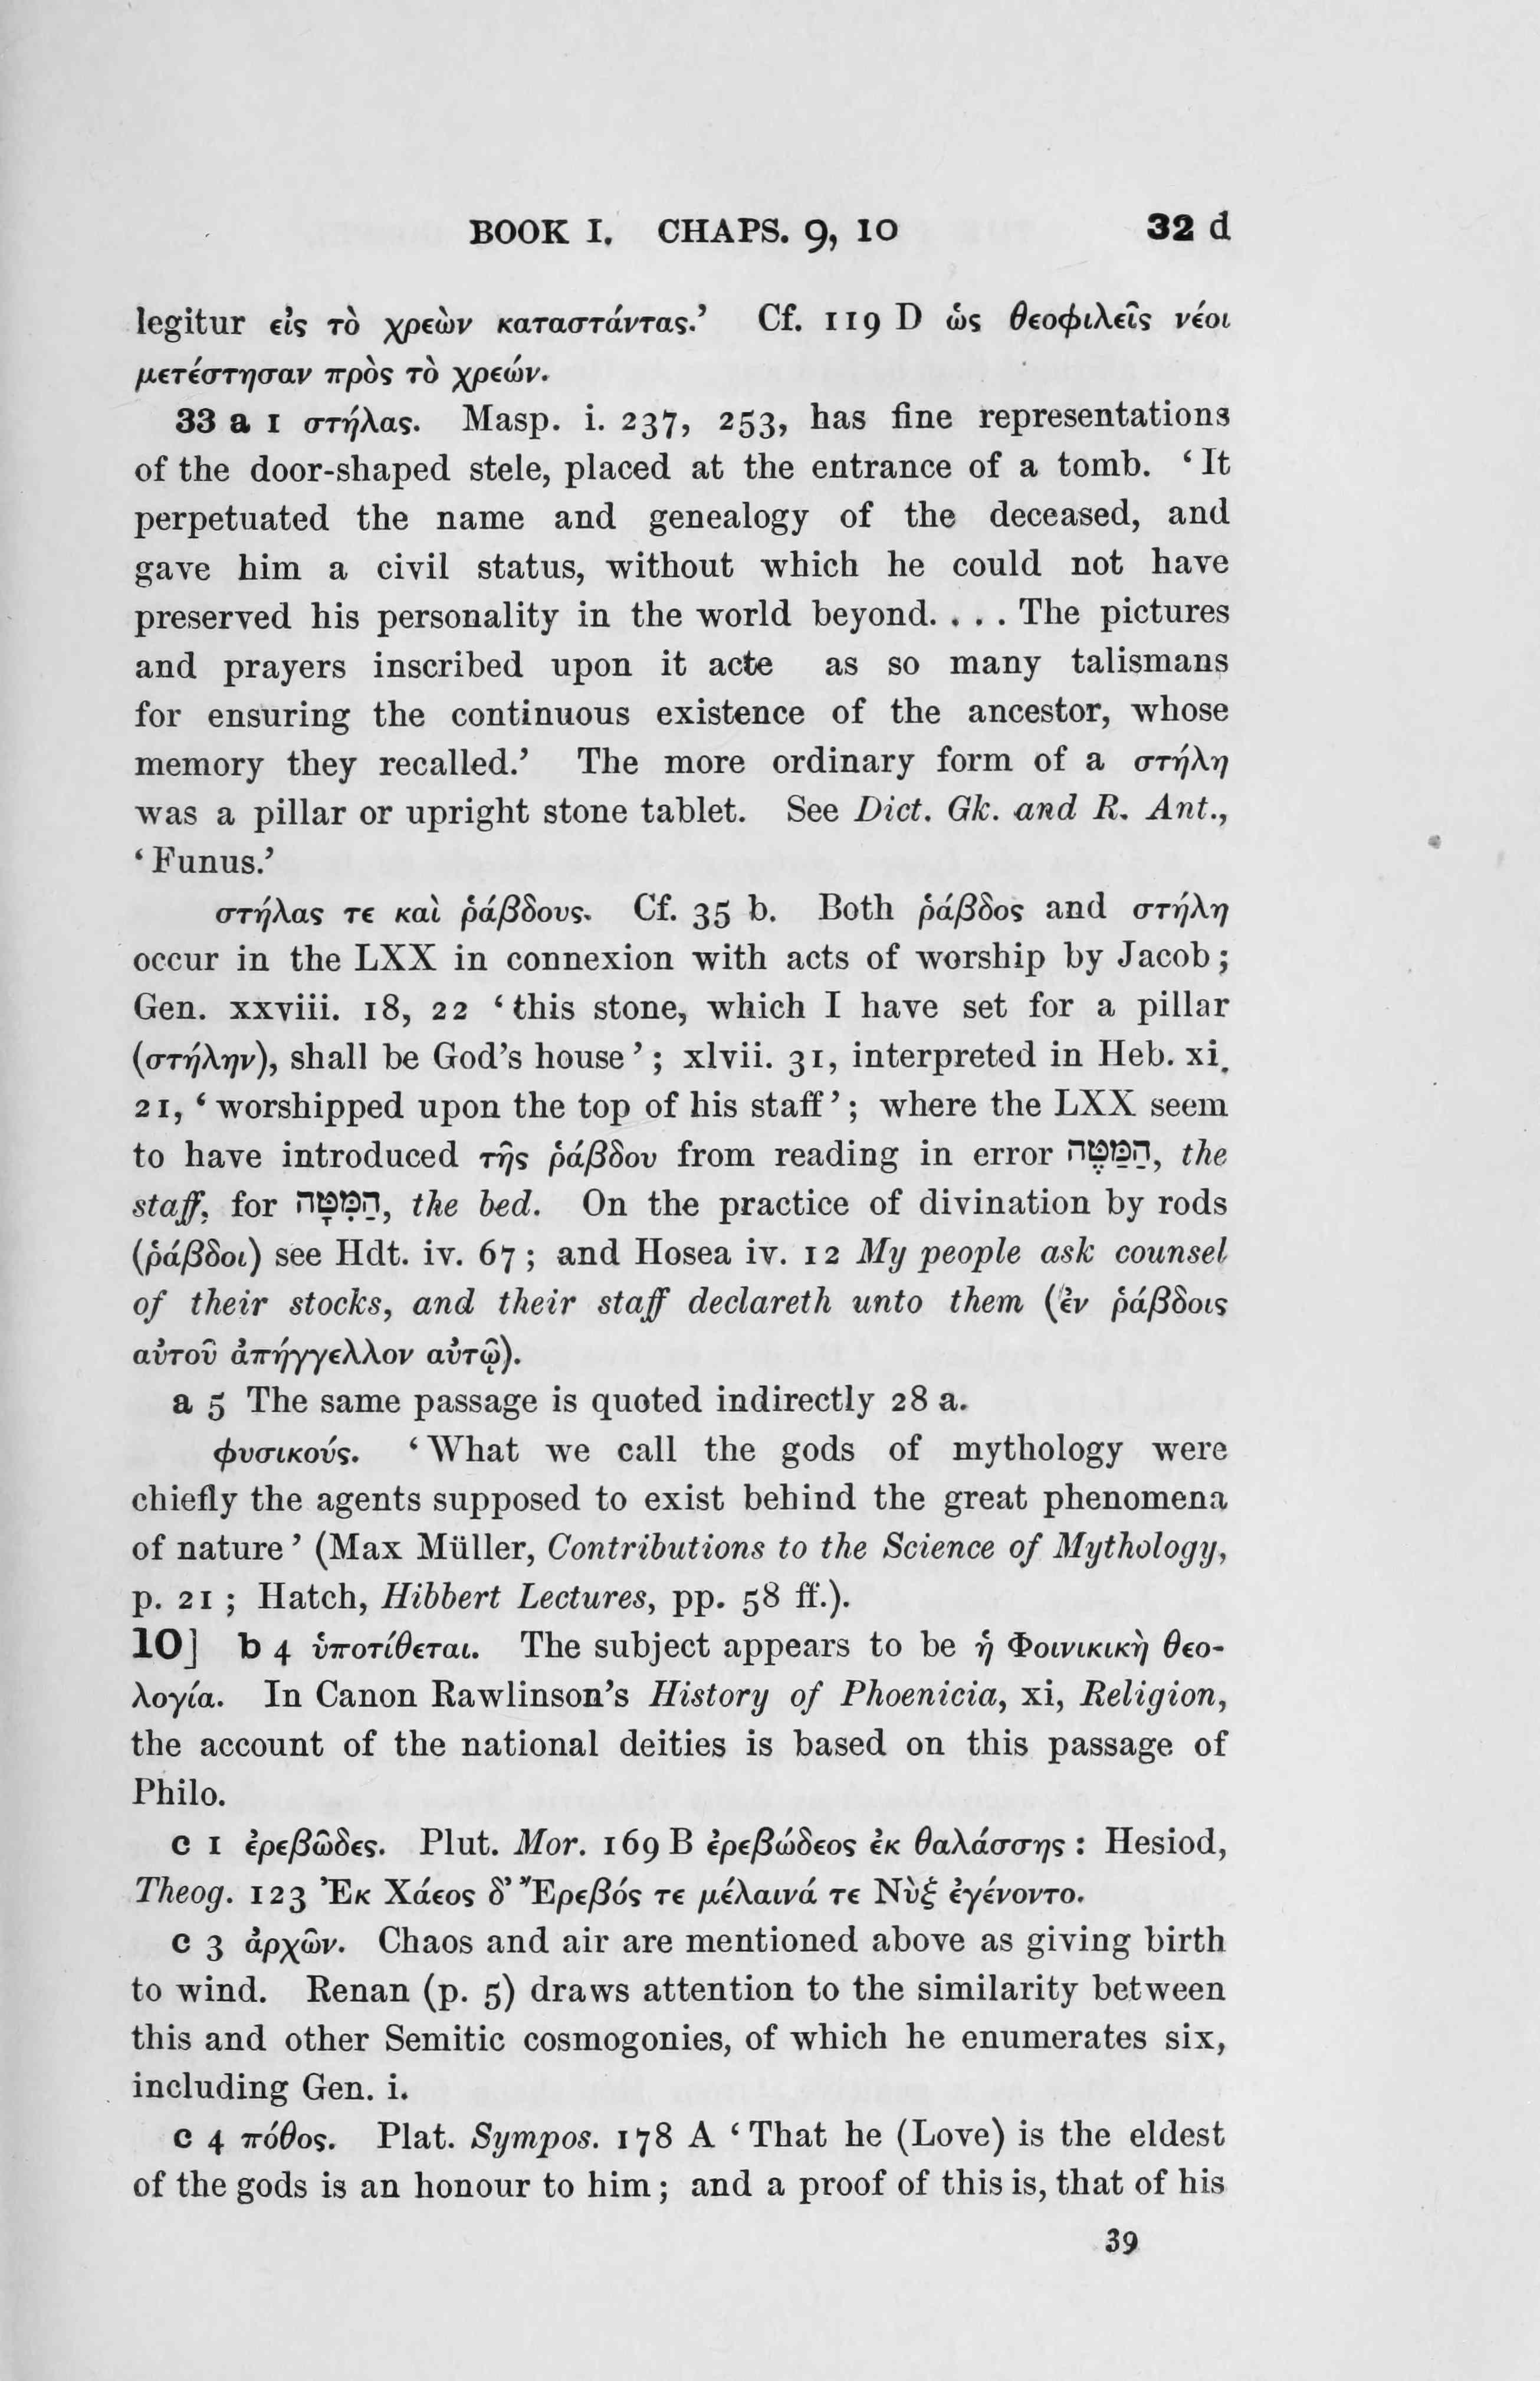 BOOK I. CHAPS. 9, 10 32 d
legitur εἰς τὸ χρεὼν καταστάντας.’ Cf. 119 D ὡς θεοφιλεῖς νέοι
μετέστησαν πρὸς τὸ χρεών.
33 a 1 στήλας. Masp. i. 237, 253, has fine representations
of the door-shaped stele, placed at the entrance of a tomb. ‘It
perpetuated the name and genealogy of the deceased, and
gave him a civil status, without which he could not have
preserved his personality in the world beyond. . . . The pictures
and prayers inscribed upon it acte as so many talismans
for ensuring the continuous existence of the ancestor, whose
memory they recalled.’ The more ordinary form of a στήλη
was a pillar or upright stone tablet. See Dict. Gk. and R. Ant.,
‘Funus.’
στήλας τε καὶ ῥάβδους. Cf. 35 b. Both ῥάβδος and στήλη
occur in the LXX in connexion with acts of worship by Jacob;
Gen. xxviii. 18, 22 ‘this stone, which I have set for a pillar
(στήλην), shall be God’s house’; xlvii. 31, interpreted in Heb. xi.
21, ‘worshipped upon the top of his staff’; where the LXX seem
to have introduced τῆς ῥάβδου from reading in error הַמַּטֶּה, the
staff, for הַמִּטָּה, the bed. On the practice of divination by rods
(ῥάβδοι) see Hdt. iv. 67; and Hosea iv. 12 My people ask counsel
of their stocks, and their staff declareth unto them (ἐν ῥάβδοις
αὐτοῦ ἀπήγγελλον αὐτῷ).
a 5 The same passage is quoted indirectly 28 a.
φυσικούς. ‘What we call the gods of mythology were
chiefly the agents supposed to exist behind the great phenomena
of nature’ (Max Müller, Contributions to the Science of Mythology,
p. 21; Hatch, Hibbert Lectures, pp. 58 ff.).
10] b 4 ὑποτίθεται. The subject appears to be ἡ Φοινικικὴ θεο-
λογία. In Canon Rawlinson’s History of Phoenicia, xi, Religion,
the account of the national deities is based on this passage of
Philo.
c 1 ἐρεβῶδες. Plut. Mor. 169 B ἐρεβώδεος ἐκ θαλάσσης: Hesiod,
Theog. 123 Ἐκ Χάεος δ’ Ἔρεβός τε μέλαινά τε Νὺξ ἐγένοντο.
c 3 ἀρχῶν. Chaos and air are mentioned above as giving birth
to wind. Renan (p. 5) draws attention to the similarity between
this and other Semitic cosmogonies, of which he enumerates six,
including Gen. i.
c 4 πόθος. Plat. Sympos. 178 A ‘That he (Love) is the eldest
of the gods is an honour to him; and a proof of this is, that of his
39